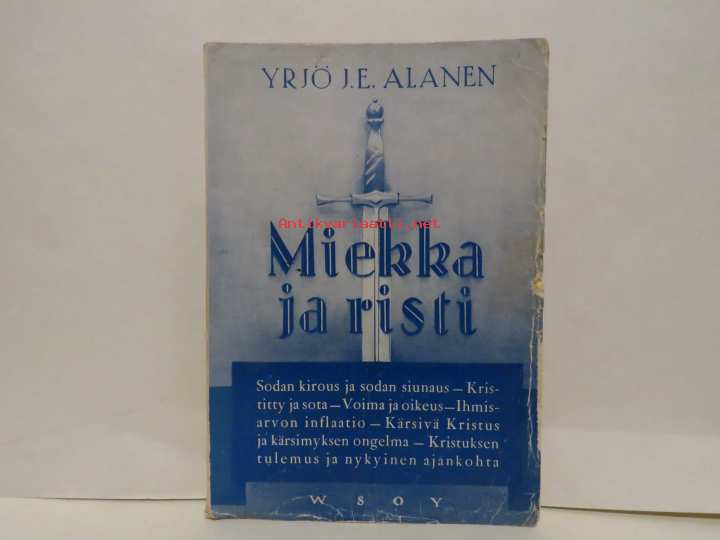 YRJÖ J.E. ALANEN
Antikvariaatit.net
Miekka
ja risti
Sodan kirous ja sodan siunaus — Kris-
titty ja sota — Voima ja oikeus — Ihmis-
arvon inflaatio — Kärsivä Kristus
ja kärsimyksen ongelma — Kristuksen
tulemus ja nykyinen ajankohta
WSOY